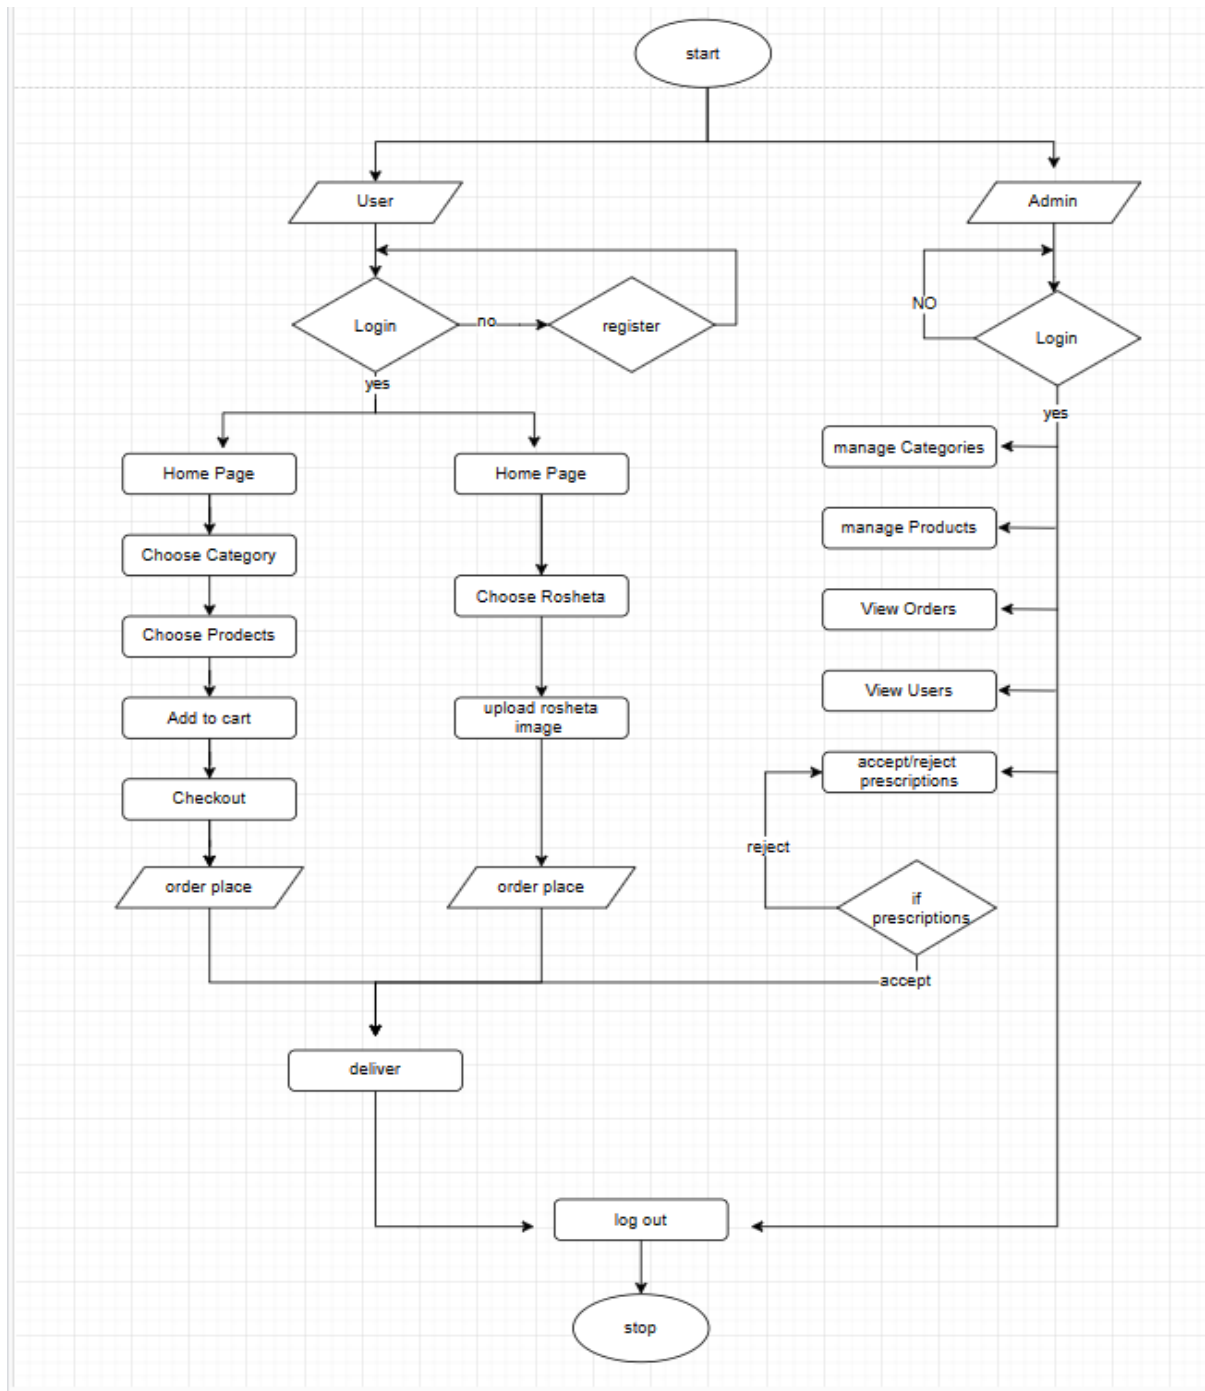 start
User
Admin
Login
no
register
NO
Login
yes
yes
Home Page
Home Page
manage Categories
Choose Category
manage Products
Choose Rosheta
Choose Prodects
View Orders
Add to cart
upload rosheta
image
View Users
Checkout
accept/reject
prescriptions
reject
order place
order place
if
prescriptions
accept
deliver
log out
stop